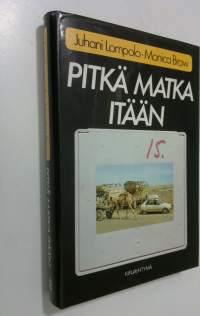 Juhani Lompolo-Monica Braw
PITKÄ MATKA
ITÄÄN
15.
KIRJAYHTYMÄ